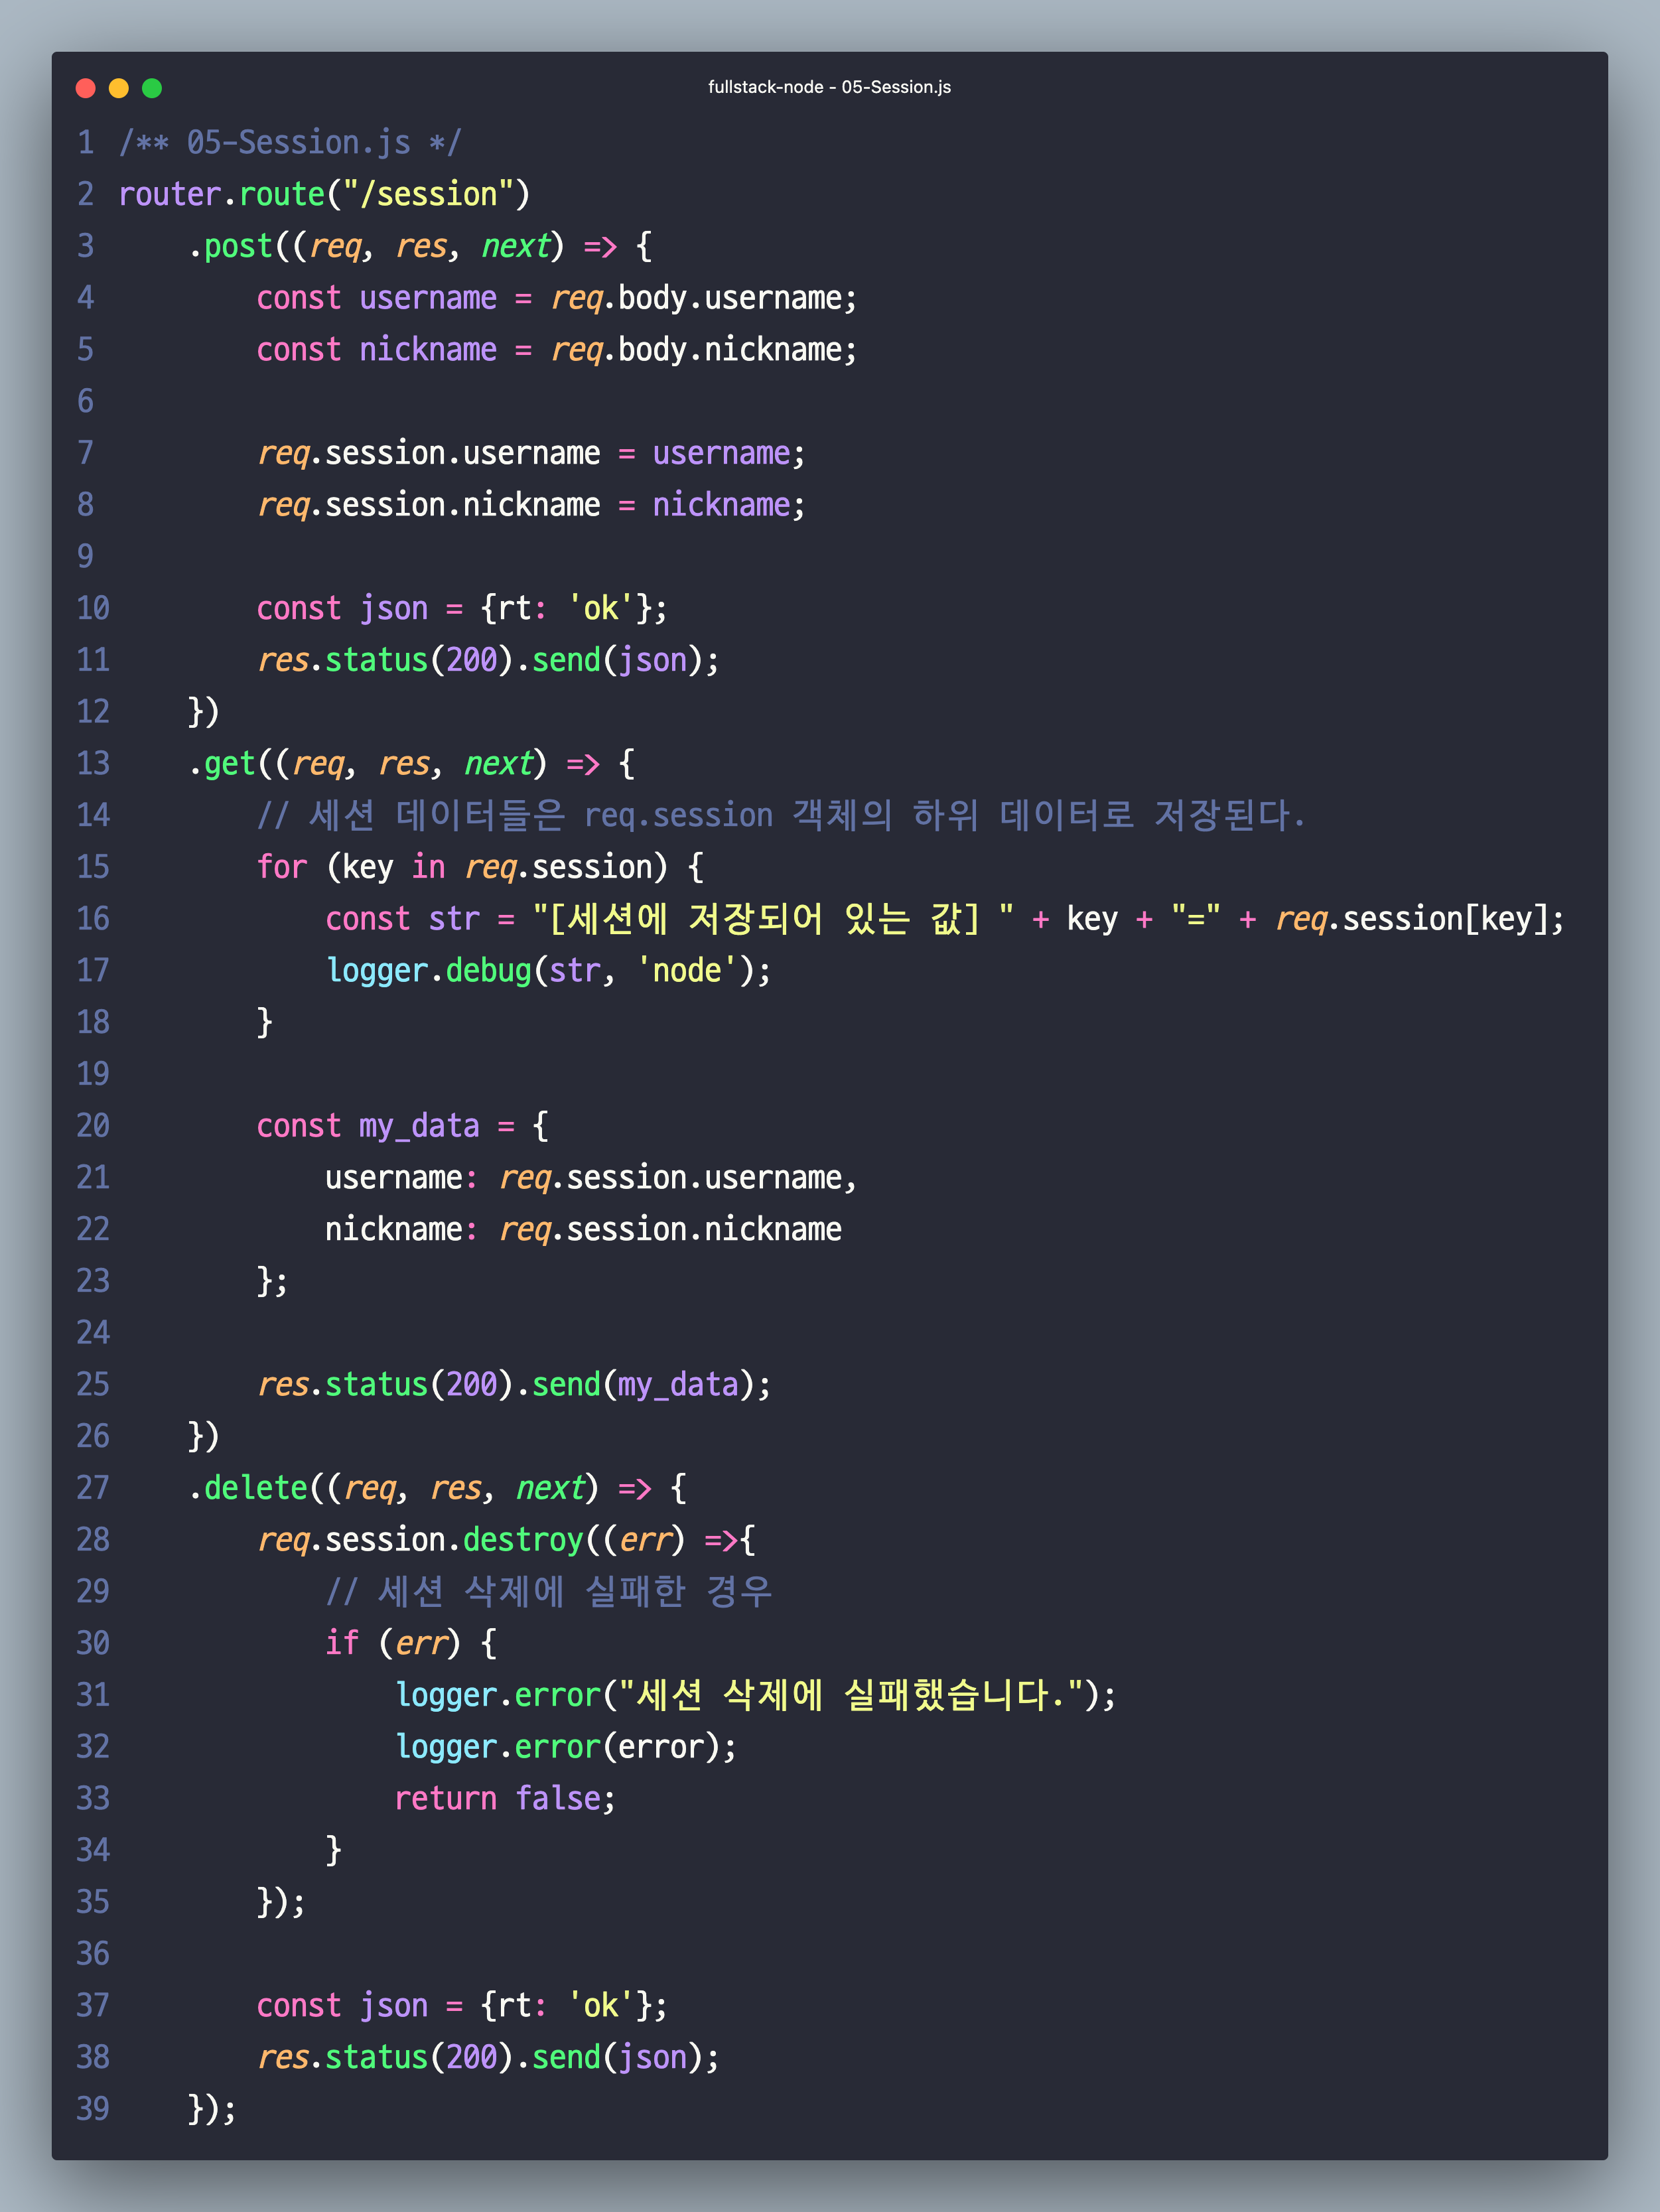 fullstack-node - 05-Session.js
1 /** 05-Session.js */
2 router.route("/session")
3     .post((req, res, next) => {
4         const username = req.body.username;
5         const nickname = req.body.nickname;
6
7         req.session.username = username;
8         req.session.nickname = nickname;
9
10         const json = {rt: 'ok'};
11         res.status(200).send(json);
12     })
13     .get((req, res, next) => {
14         // 세션 데이터들은 req.session 객체의 하위 데이터로 저장된다.
15         for (key in req.session) {
16             const str = "[세션에 저장되어 있는 값] " + key + "=" + req.session[key];
17             logger.debug(str, 'node');
18         }
19
20         const my_data = {
21             username: req.session.username,
22             nickname: req.session.nickname
23         };
24
25         res.status(200).send(my_data);
26     })
27     .delete((req, res, next) => {
28         req.session.destroy((err) =>{
29             // 세션 삭제에 실패한 경우
30             if (err) {
31                 logger.error("세션 삭제에 실패했습니다.");
32                 logger.error(error);
33                 return false;
34             }
35         });
36
37         const json = {rt: 'ok'};
38         res.status(200).send(json);
39     });